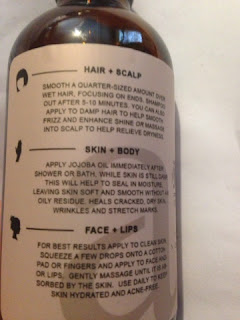 HAIR + SCALP
SMOOTH A QUARTER-SIZED AMOUNT OVER
WET HAIR, FOCUSING ON ENDS. SHAMPOO
OUT AFTER 5-10 MINUTES. YOU CAN ALSO
APPLY TO DAMP HAIR TO HELP SMOOTH
FRIZZ AND ENHANCE SHINE OR MASSAGE
INTO SCALP TO HELP RELIEVE DRYNESS.
SKIN + BODY
APPLY JOJOBA OIL IMMEDIATELY AFTER
SHOWER OR BATH, WHILE SKIN IS STILL DAMP.
THIS WILL HELP TO SEAL IN MOISTURE,
LEAVING SKIN SOFT AND SMOOTH WITHOUT
OILY RESIDUE. HEALS CRACKED, DRY SKIN,
WRINKLES AND STRETCH MARKS.
FACE + LIPS
FOR BEST RESULTS APPLY TO CLEAN SKIN.
SQUEEZE A FEW DROPS ONTO A COTTON
PAD OR FINGERS AND APPLY TO FACE AND/
OR LIPS. GENTLY MASSAGE UNTIL IT IS AB
SORBED BY THE SKIN. USE DAILY TO KEEP
SKIN HYDRATED AND ACNE-FREE.